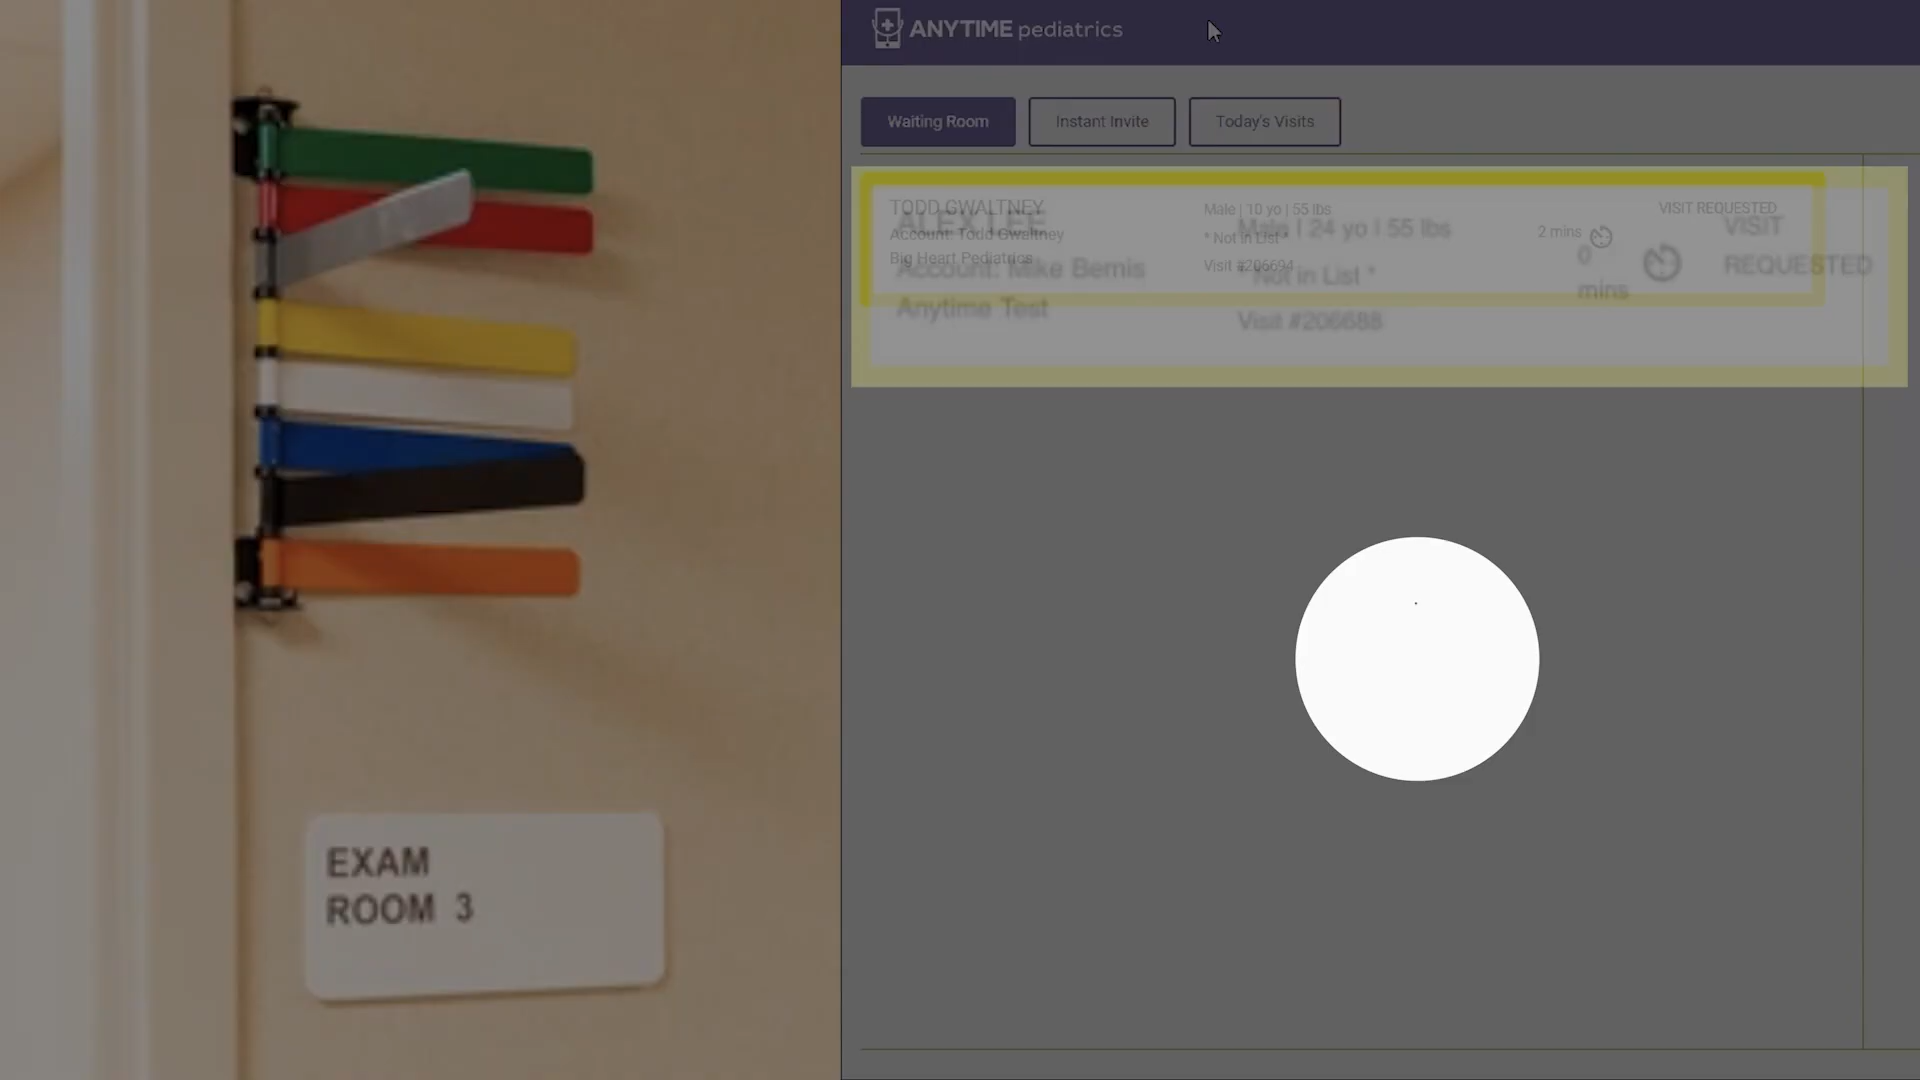 ANYTIME pediatrics
Waiting Room
Instant Invite
Today's Visits
TODD GWALTNEY
Account: Todd Gwaltney
Big Heart Pediatrics
Male | 10 yo | 55 lbs
* Not in List *
Visit #206694
2 mins
VISIT REQUESTED
ALEX LEE
Account: Mike Bemis
Anytime Test
Male | 24 yo | 55 lbs
* Not in List *
Visit #206688
0
mins
VISIT
REQUESTED
EXAM
ROOM 3